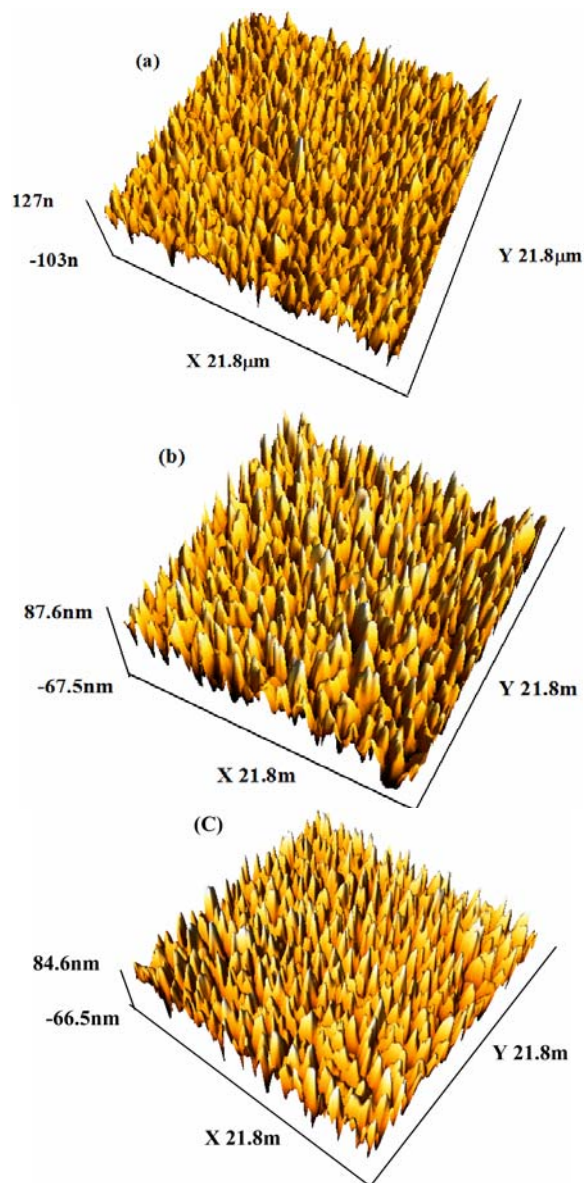 (a)
127n
-103n
Y 21.8μm
X 21.8μm
(b)
87.6nm
-67.5nm
Y 21.8m
X 21.8m
(C)
84.6nm
-66.5nm
Y 21.8m
X 21.8m